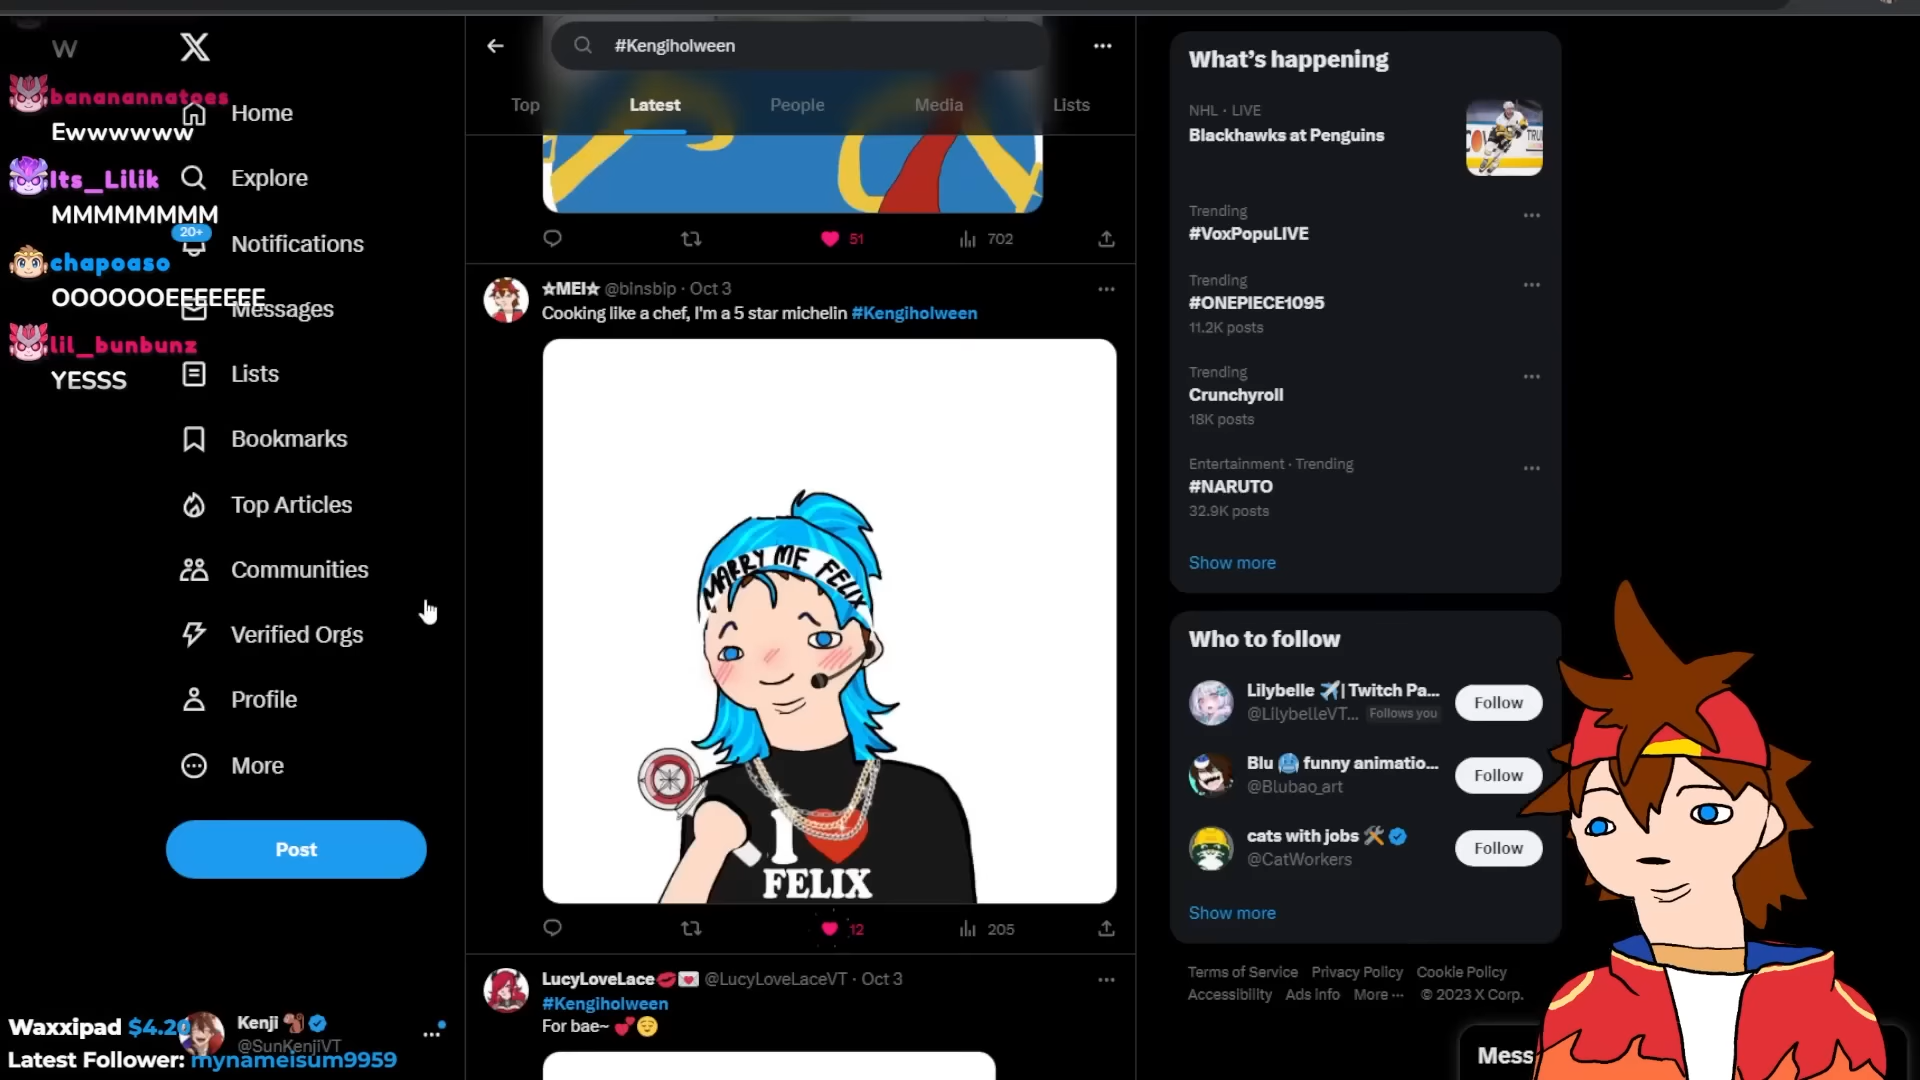 W
banannatoes
Ewwwwww
Its_Lilik
MMMMMMMM
chapoaso
OOOOOOEEEEEEE
lil_bunbunz
YESSS
Home
Explore
20+
Notifications
Messages
Lists
Bookmarks
Top Articles
Communities
Verified Orgs
Profile
More
Post
Waxxipad $4.20
Kenji
@SunKenjiVT
Latest Follower: mynameisum9959
#Kengiholween
Top Latest People Media Lists
51 702
☆MEI☆ @binsbip · Oct 3
Cooking like a chef, I'm a 5 star michelin #Kengiholween
MARRY ME FELIX
I
FELIX
12 205
LucyLoveLace💋💌 @LucyLoveLaceVT · Oct 3
#Kengiholween
For bae~ 💕😌
What's happening
NHL · LIVE
Blackhawks at Penguins
Trending
#VoxPopuLIVE
Trending
#ONEPIECE1095
11.2K posts
Trending
Crunchyroll
18K posts
Entertainment · Trending
#NARUTO
32.9K posts
Show more
Who to follow
Lilybelle ✈️| Twitch Pa...
@LilybelleVT... Follows you
Follow
Blu 🥶 funny animatio...
@Blubao_art
Follow
cats with jobs 🛠️
@CatWorkers
Follow
Show more
Terms of Service Privacy Policy Cookie Policy
Accessibility Ads info More ··· © 2023 X Corp.
Mess